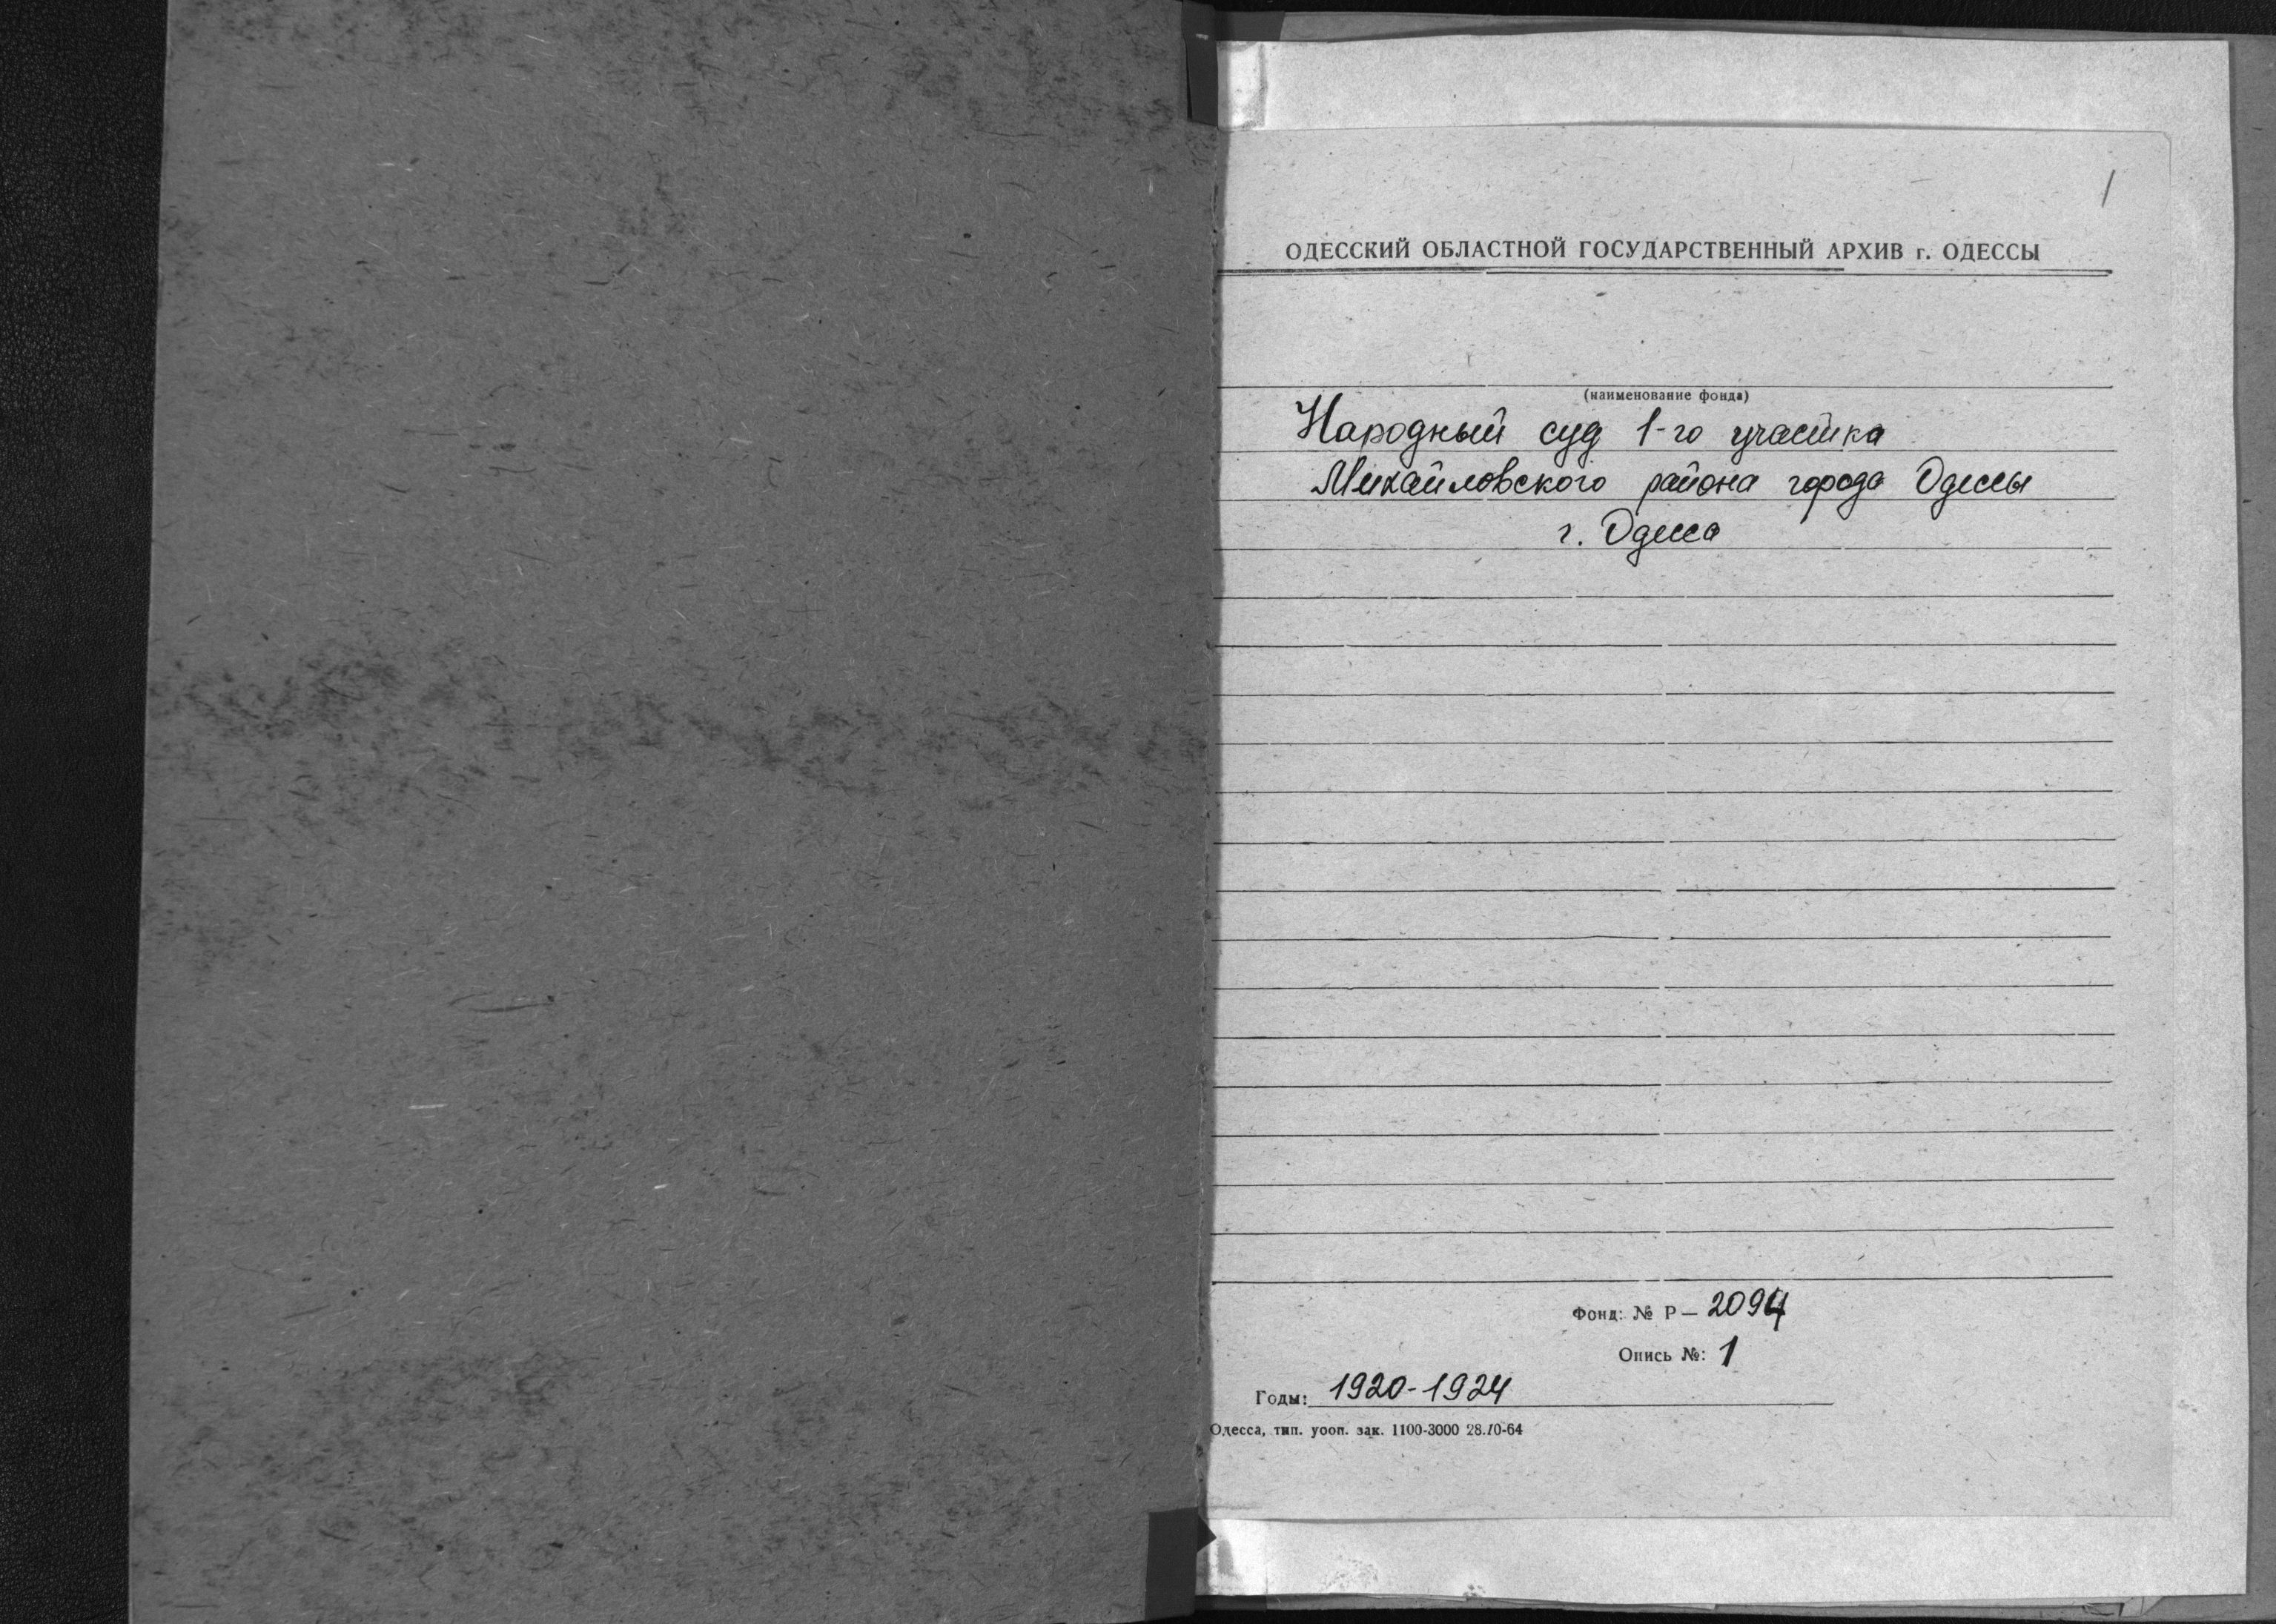 1
ОДЕССКИЙ ОБЛАСТНОЙ ГОСУДАРСТВЕННЫЙ АРХИВ г. ОДЕССЫ
(наименование фонда)
Народный суд 1-го участка
Михайловского района города Одессы
г. Одесса
Фонд: № Р— 2094
Опись №: 1
Годы: 1920-1924
Одесса, тип. уооп. зак. 1100-3000 28.10-64